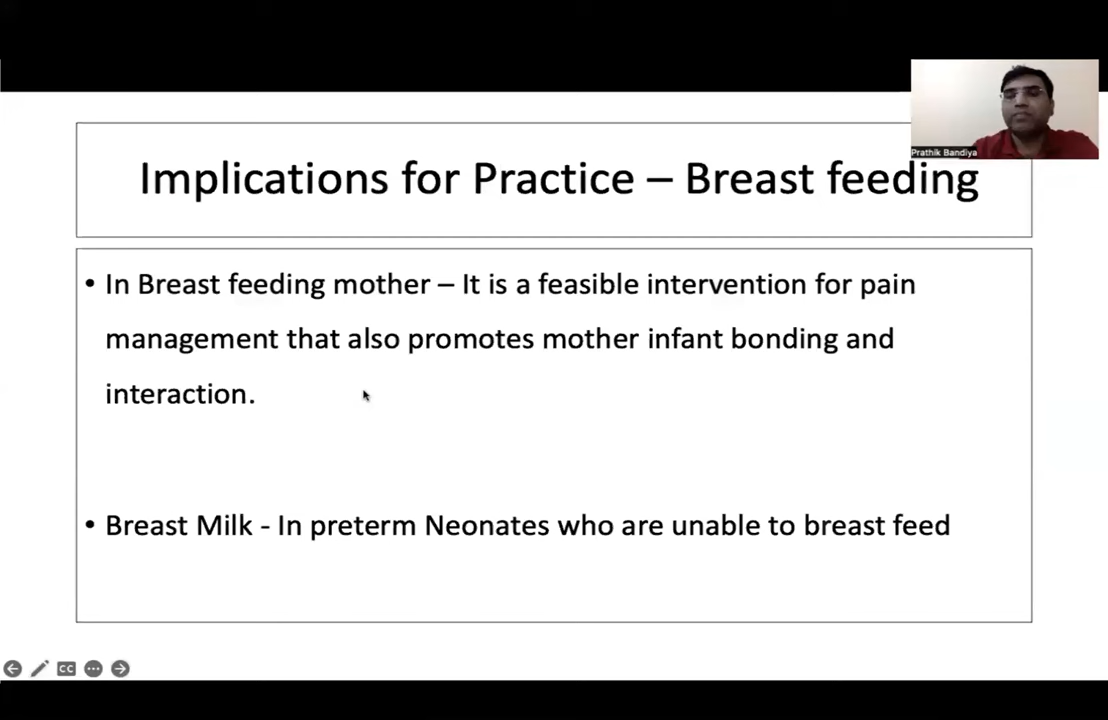 Prathik Bandiya
Implications for Practice – Breast feeding
• In Breast feeding mother – It is a feasible intervention for pain
management that also promotes mother infant bonding and
interaction.
• Breast Milk - In preterm Neonates who are unable to breast feed
CC